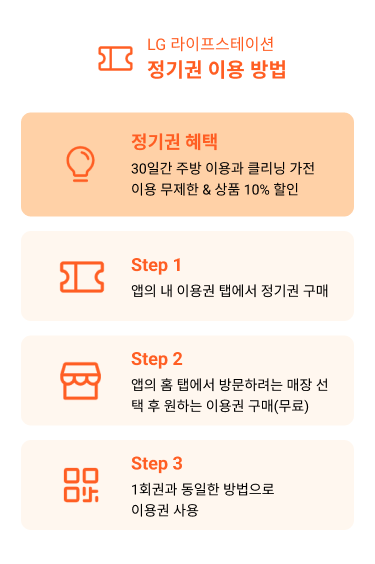 LG 라이프스테이션
정기권 이용 방법
정기권 혜택
30일간 주방 이용과 클리닝 가전
이용 무제한 & 상품 10% 할인
Step 1
앱의 내 이용권 탭에서 정기권 구매
Step 2
앱의 홈 탭에서 방문하려는 매장 선
택 후 원하는 이용권 구매(무료)
Step 3
1회권과 동일한 방법으로
이용권 사용